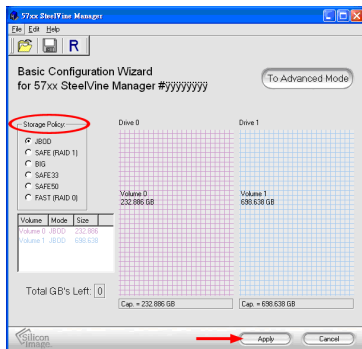 57xx SteelVine Manager
File Edit Help
R
Basic Configuration Wizard
for 57xx SteelVine Manager #ÿÿÿÿÿÿÿÿ
To Advanced Mode
Storage Policy:
JBOD
SAFE (RAID 1)
BIG
SAFE33
SAFE50
FAST (RAID 0)
Drive 0
Volume 0
232.886 GB
Cap. = 232.886 GB
Drive 1
Volume 1
698.638 GB
Cap. = 698.638 GB
Volume Mode Size
Volume 0 JBOD 232.886
Volume 1 JBOD 698.638
Total GB's Left: 0
Silicon Image
Apply
Cancel